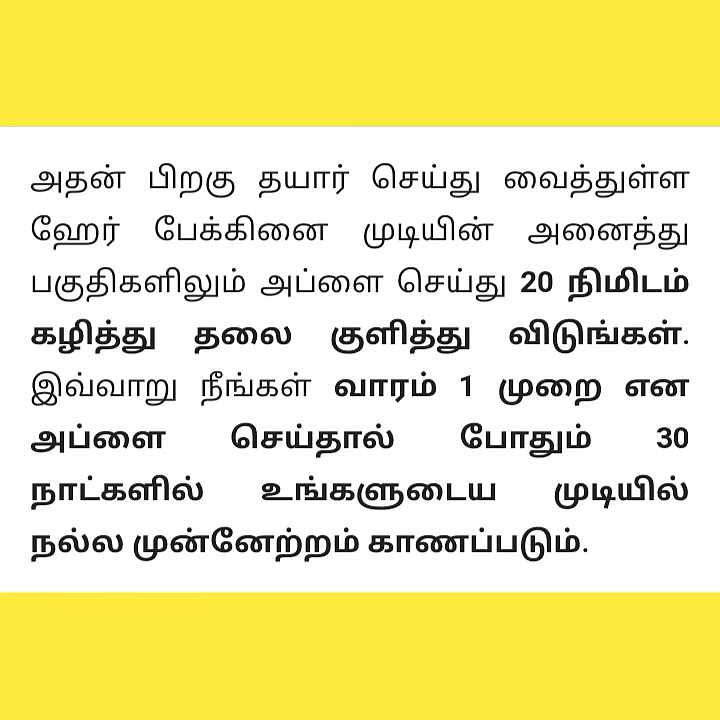 அதன் பிறகு தயார் செய்து வைத்துள்ள
ஹேர் பேக்கினை முடியின் அனைத்து
பகுதிகளிலும் அப்ளை செய்து 20 நிமிடம்
கழித்து தலை குளித்து விடுங்கள்.
இவ்வாறு நீங்கள் வாரம் 1 முறை என
அப்ளை செய்தால் போதும் 30
நாட்களில் உங்களுடைய முடியில்
நல்ல முன்னேற்றம் காணப்படும்.